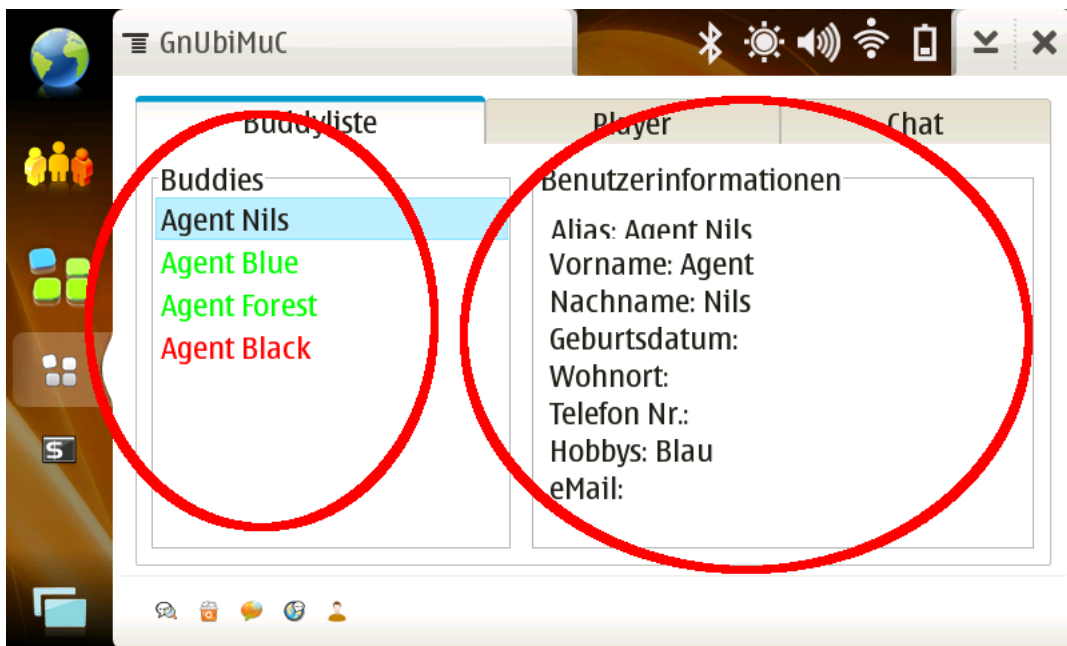 GnUbiMuC
Buddyliste
Player
Chat
Buddies
Agent Nils
Agent Blue
Agent Forest
Agent Black
Benutzerinformationen
Alias: Agent Nils
Vorname: Agent
Nachname: Nils
Geburtsdatum:
Wohnort:
Telefon Nr.:
Hobbys: Blau
eMail:
$